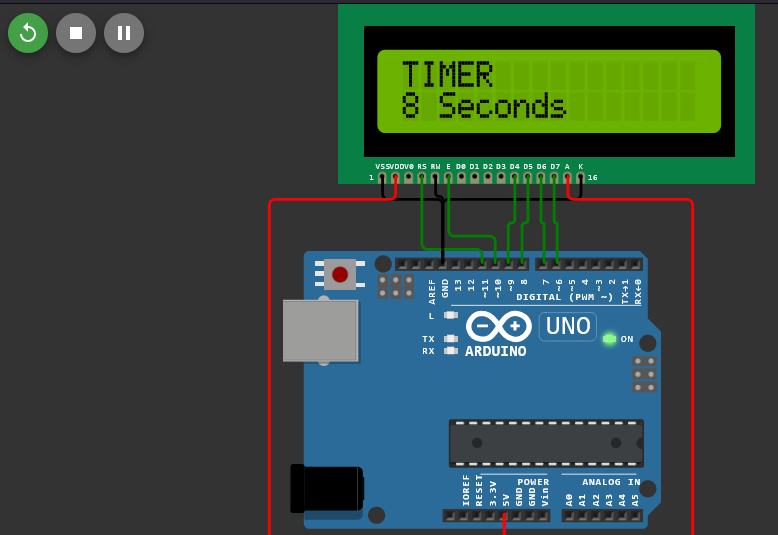 TIMER
8 Seconds
VSS VDD V0 RS RW E D0 D1 D2 D3 D4 D5 D6 D7 A K
1 16
AREF GND 13 12 ~11 ~10 ~9 8 7 ~6 ~5 4 ~3 2 TX→1 RX←0
DIGITAL (PWM ~)
L
UNO
TX
ON
RX
ARDUINO
POWER
ANALOG IN
IOREF RESET 3.3V 5V GND GND Vin A0 A1 A2 A3 A4 A5